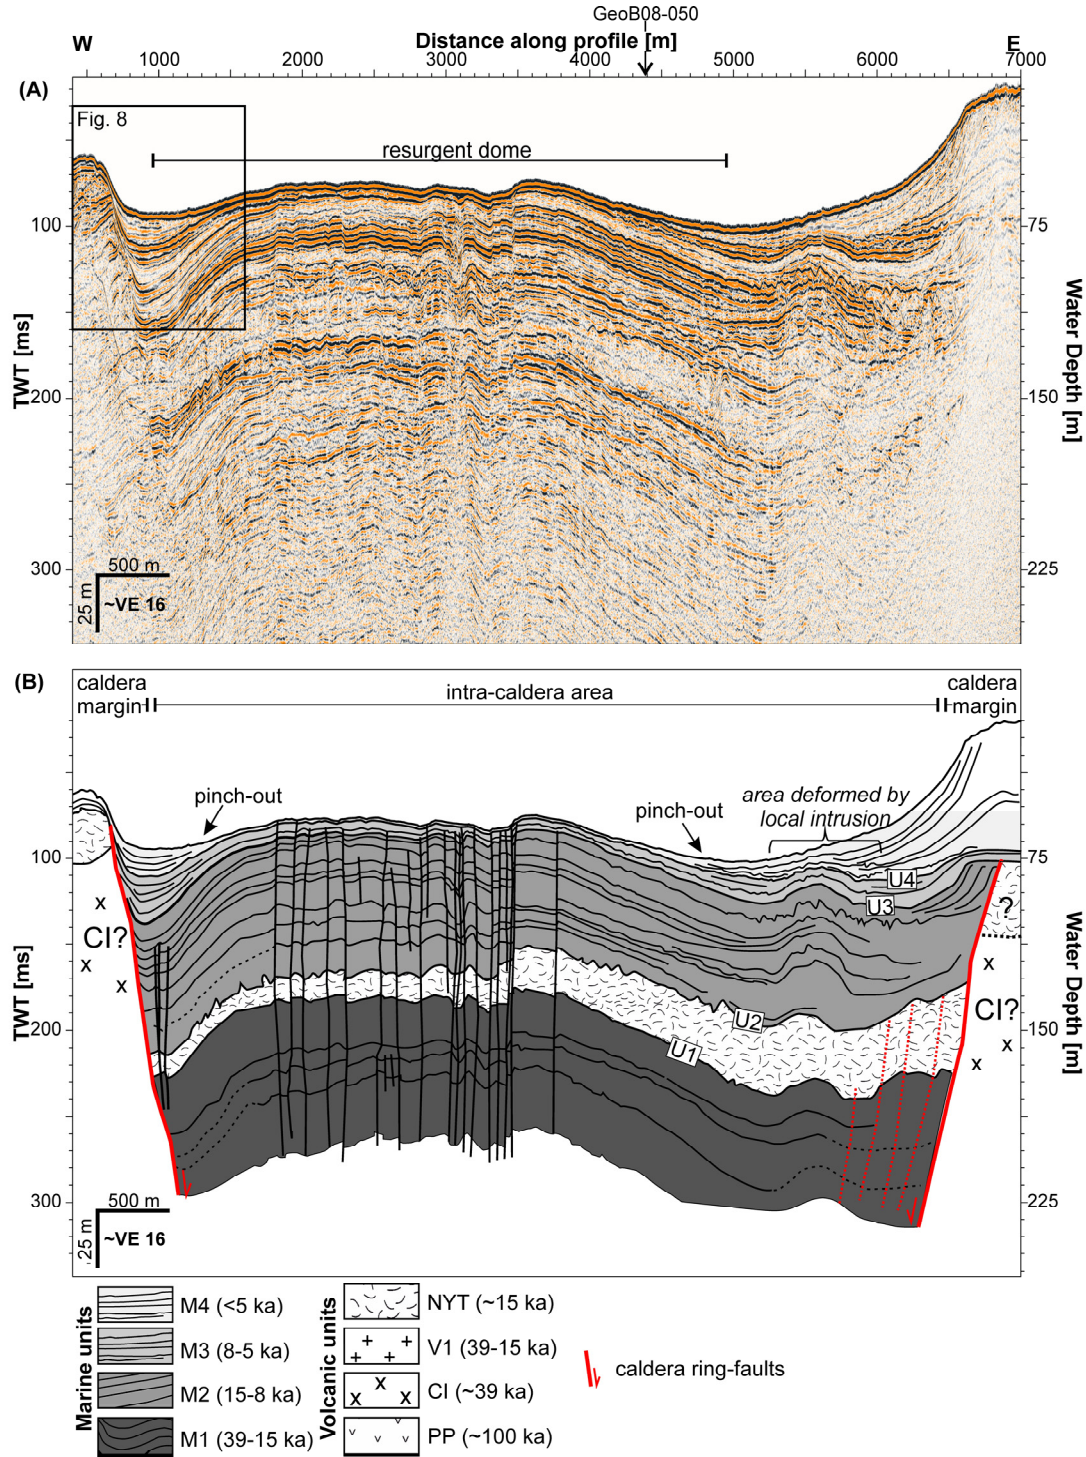 GeoB08-050
W
Distance along profile [m]
E
1000 2000 3000 4000 5000 6000 7000
(A)
Fig. 8
resurgent dome
100
75
200
150
300
225
TWT [ms]
Water Depth [m]
500 m
25 m
~VE 16
(B)
caldera
margin
intra-caldera area
caldera
margin
pinch-out
pinch-out
area deformed by
local intrusion
100
75
U4
U3
?
x
CI?
x
x
x
CI?
x
x
U2
U1
200
150
300
225
TWT [ms]
Water Depth [m]
500 m
25 m
~VE 16
Marine units
M4 (<5 ka)
M3 (8-5 ka)
M2 (15-8 ka)
M1 (39-15 ka)
Volcanic units
NYT (~15 ka)
V1 (39-15 ka)
CI (~39 ka)
PP (~100 ka)
caldera ring-faults